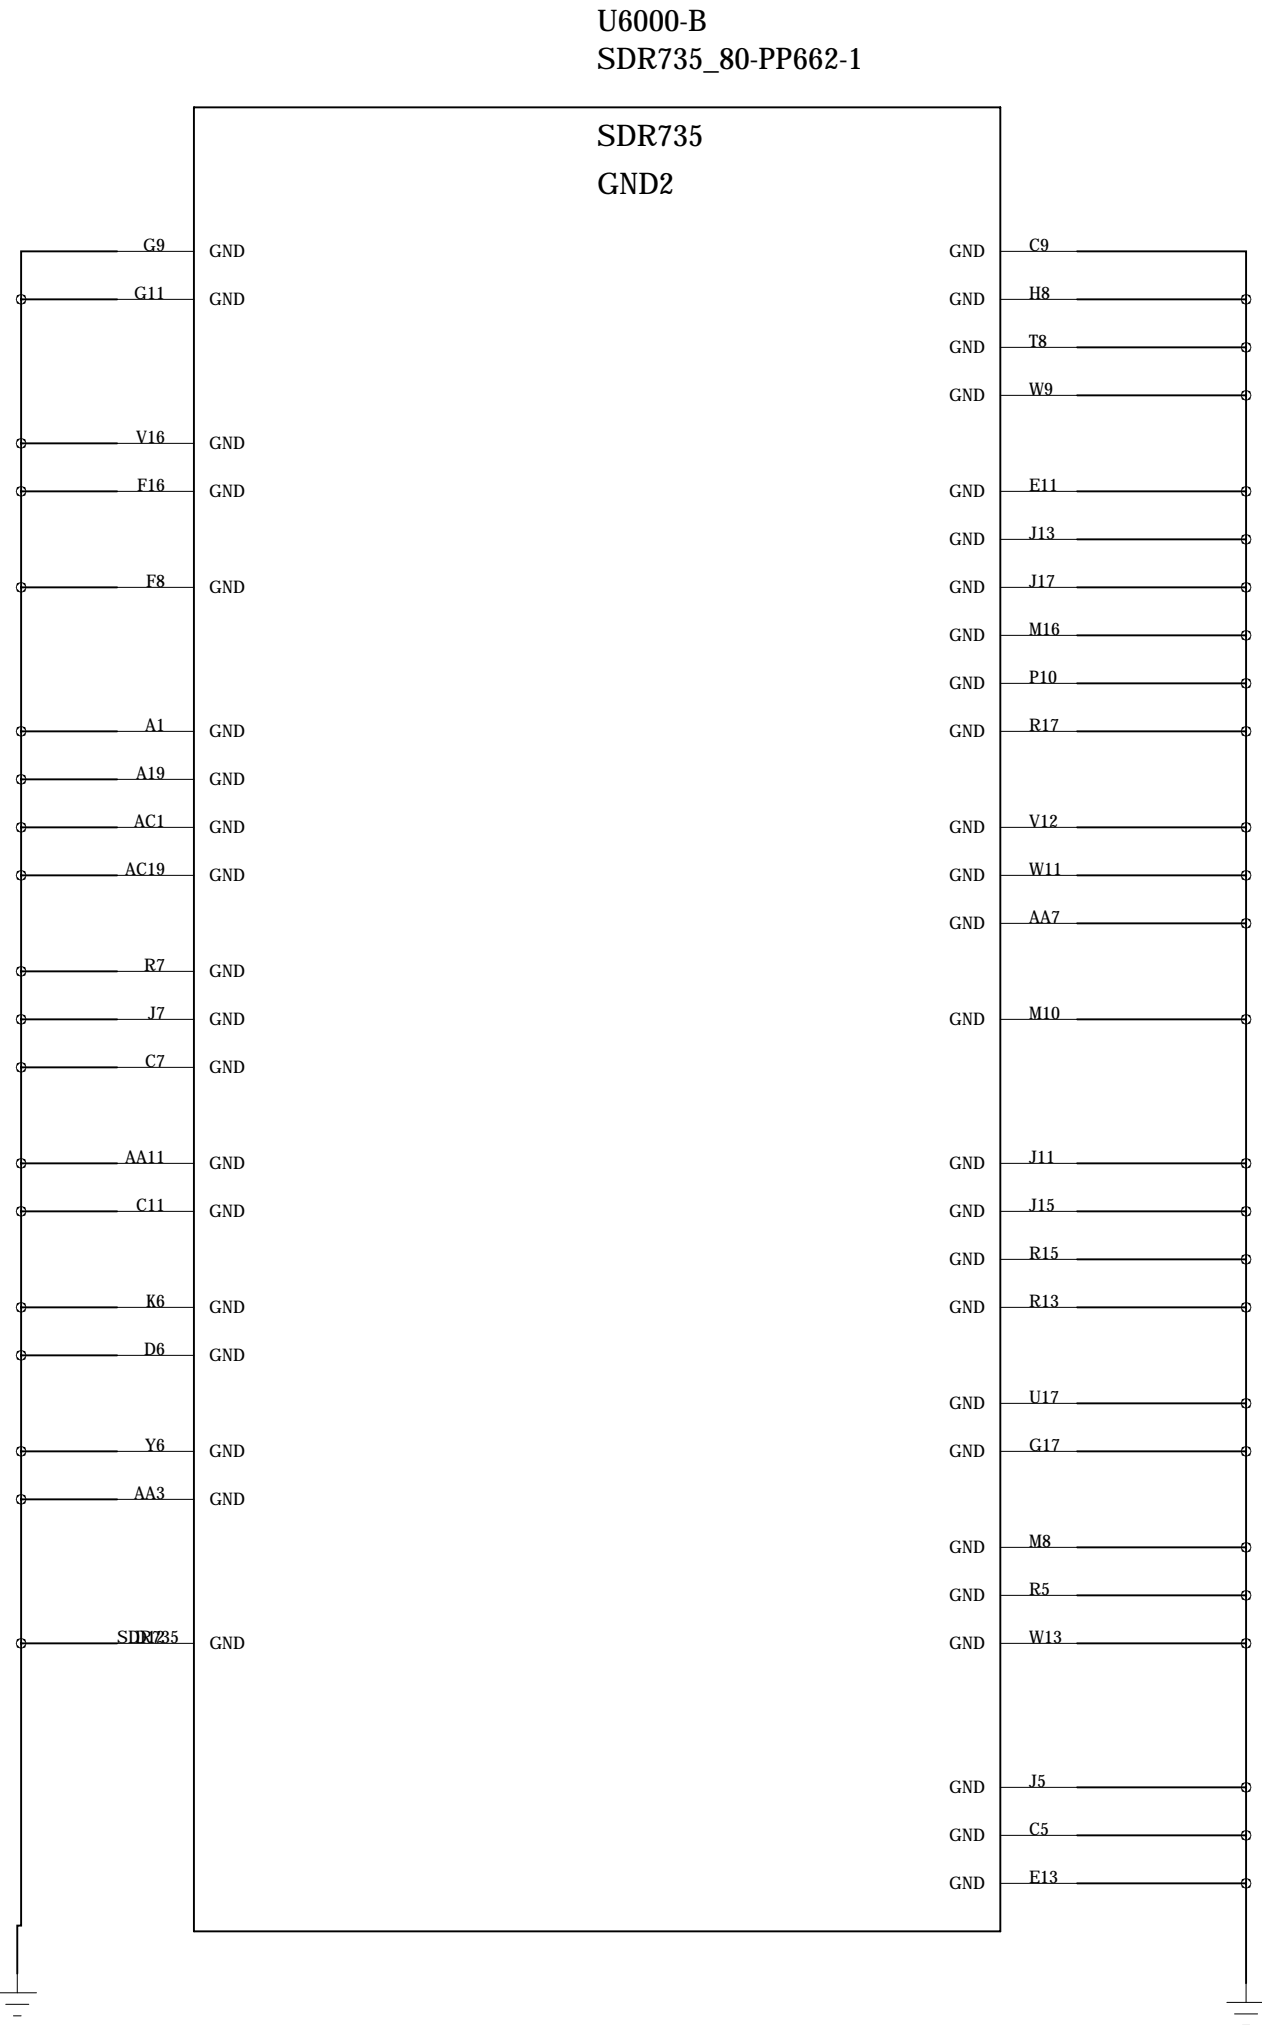 U6000-B
SDR735_80-PP662-1
SDR735
GND2
G9 GND GND C9
G11 GND GND H8
GND T8
GND W9
V16 GND
F16 GND GND E11
GND J13
F8 GND GND J17
GND M16
GND P10
A1 GND GND R17
A19 GND
AC1 GND GND V12
AC19 GND GND W11
GND AA7
R7 GND
J7 GND GND M10
C7 GND
AA11 GND GND J11
C11 GND GND J15
GND R15
K6 GND GND R13
D6 GND
GND U17
Y6 GND GND G17
AA3 GND
GND M8
GND R5
SDR735 GND GND W13
GND J5
GND C5
GND E13